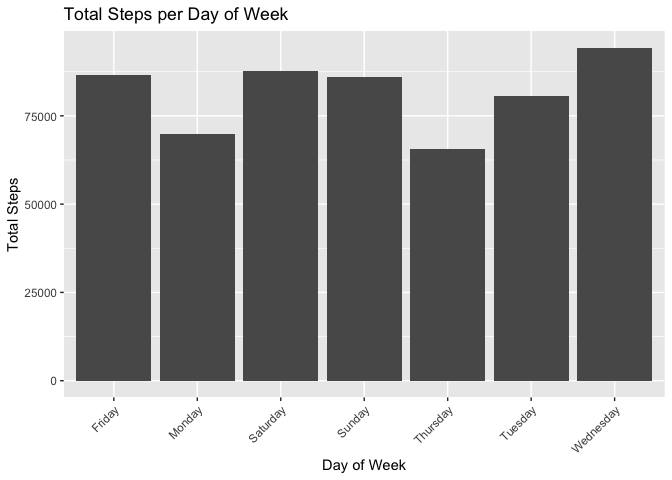 Total Steps per Day of Week
Total Steps
75000
50000
25000
0
Friday
Monday
Saturday
Sunday
Thursday
Tuesday
Wednesday
Day of Week